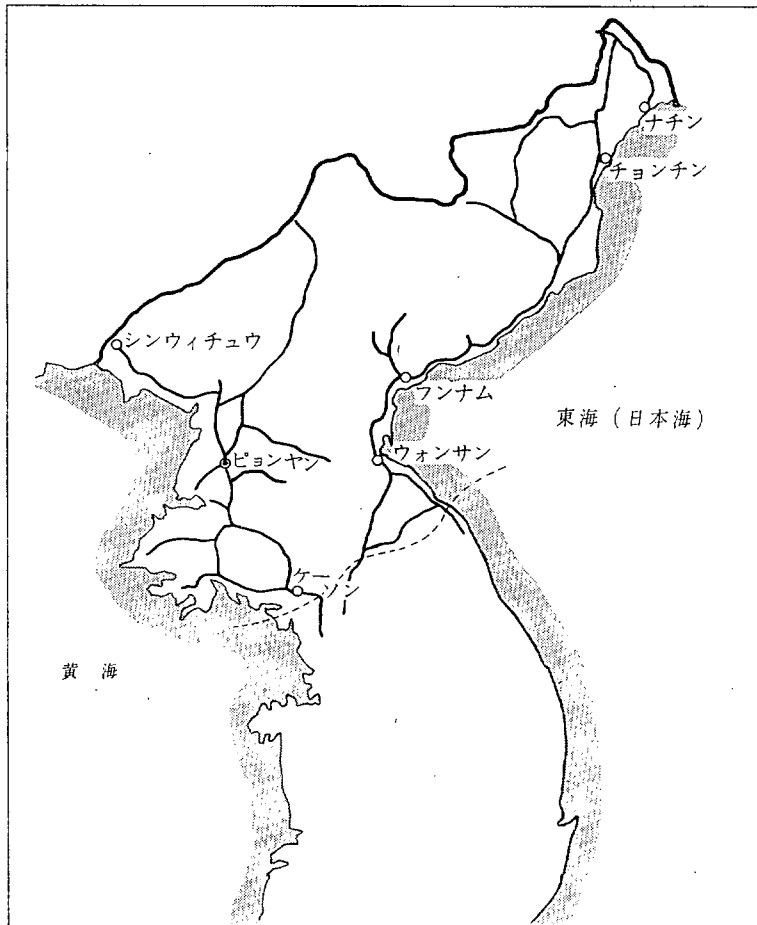 ナチン
チョンチン
シンウィチュウ
フンナム
東海（日本海）
ウォンサン
ピョンヤン
ケーソン
黄海